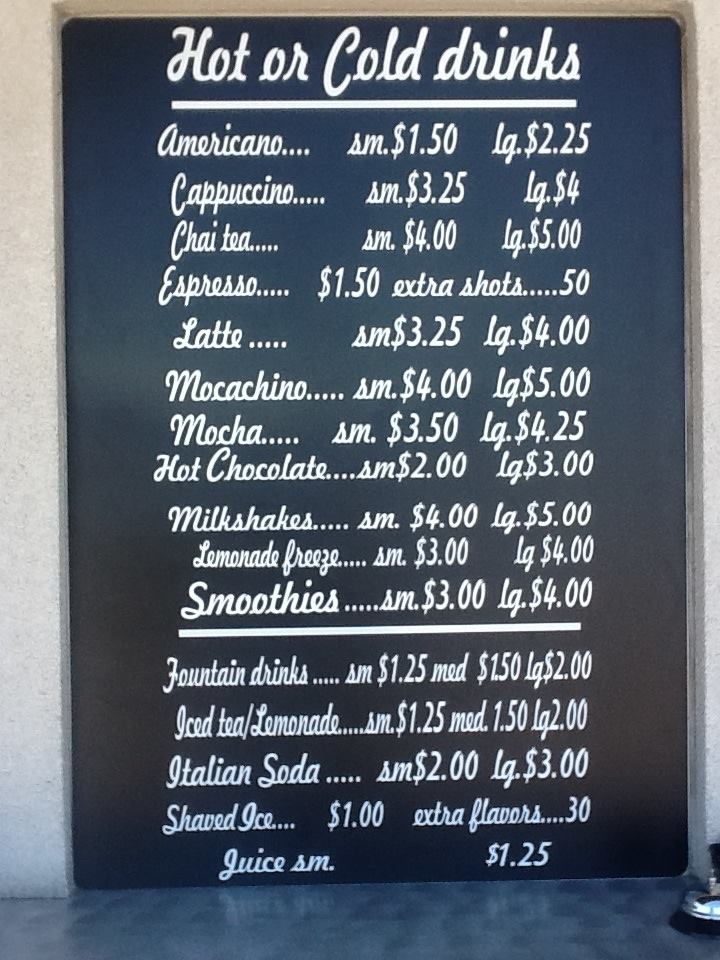 Hot or Cold drinks
Americano.... sm.$1.50 lg.$2.25
Cappuccino..... sm.$3.25 lg.$4
Chai tea..... sm. $4.00 lg.$5.00
Espresso..... $1.50 extra shots.....50
Latte ..... sm$3.25 lg.$4.00
Mocachino..... sm.$4.00 lg$5.00
Mocha..... sm. $3.50 lg.$4.25
Hot Chocolate....sm$2.00 lg$3.00
Milkshakes..... sm. $4.00 lg.$5.00
Lemonade freeze..... sm. $3.00 lg $4.00
Smoothies .....sm.$3.00 lg.$4.00
Fountain drinks ..... sm $1.25 med $1.50 lg$2.00
Iced tea/Lemonade.....sm.$1.25 med. 1.50 lg2.00
Italian Soda ..... sm$2.00 lg.$3.00
Shaved Ice.... $1.00 extra flavors....30
Juice sm. $1.25